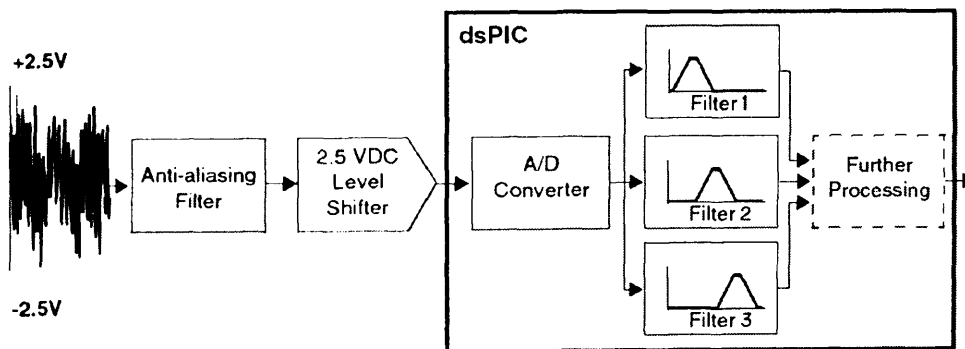 dsPIC
+2.5V
-2.5V
Anti-aliasing
Filter
2.5 VDC
Level
Shifter
A/D
Converter
Filter 1
Filter 2
Filter 3
Further
Processing